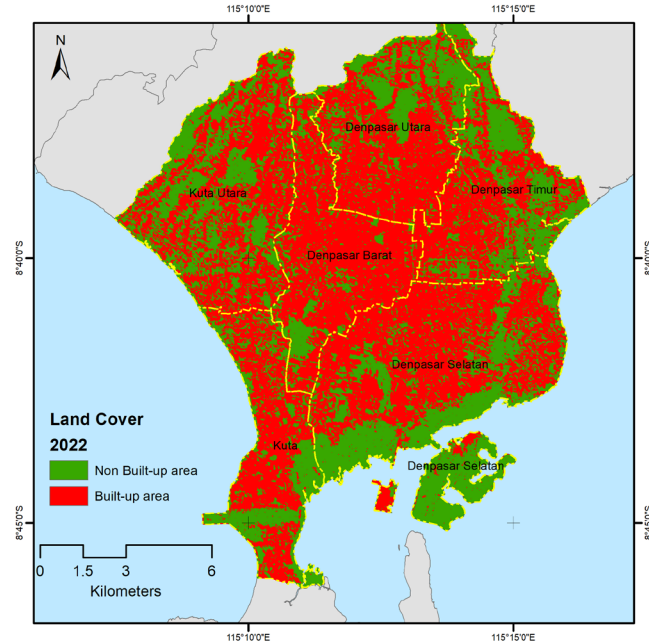 115°10'0"E
115°15'0"E
N
Denpasar Utara
Kuta Utara
Denpasar Timur
Denpasar Barat
8°40'0"S
8°40'0"S
Denpasar Selatan
Land Cover
2022
Kuta
Denpasar Selatan
Non Built-up area
Built-up area
8°45'0"S
8°45'0"S
0 1.5 3 6
Kilometers
115°10'0"E
115°15'0"E